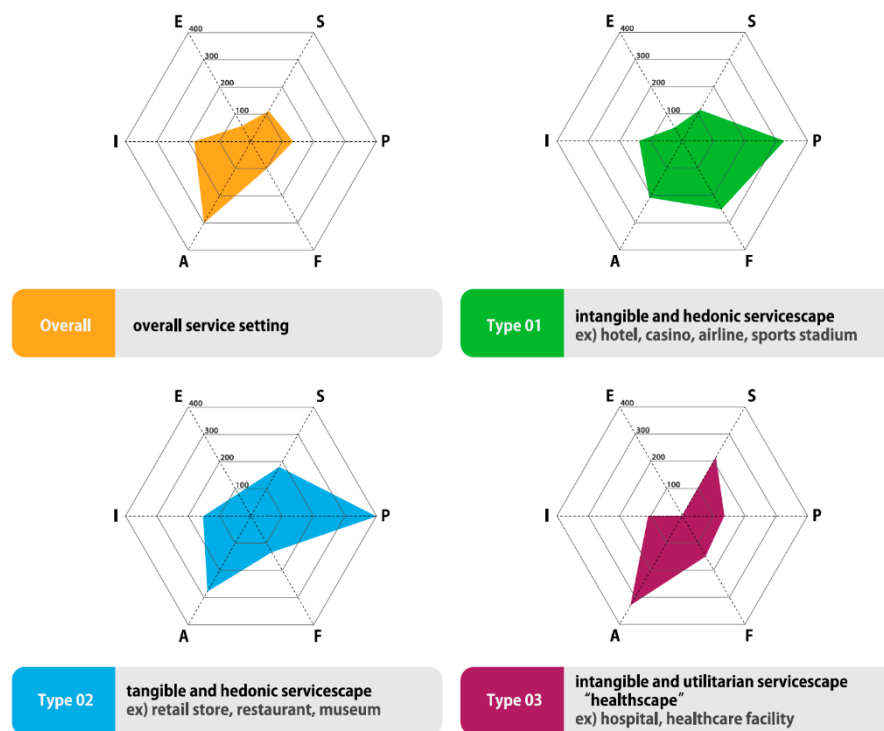 E S
400
300
200
100
I P
A F
Overall
overall service setting
E S
400
300
200
100
I P
A F
Type 01
intangible and hedonic servicescape
ex) hotel, casino, airline, sports stadium
E S
400
300
200
100
I P
A F
Type 02
tangible and hedonic servicescape
ex) retail store, restaurant, museum
E S
400
300
200
100
I P
A F
Type 03
intangible and utilitarian servicescape
“healthscape”
ex) hospital, healthcare facility